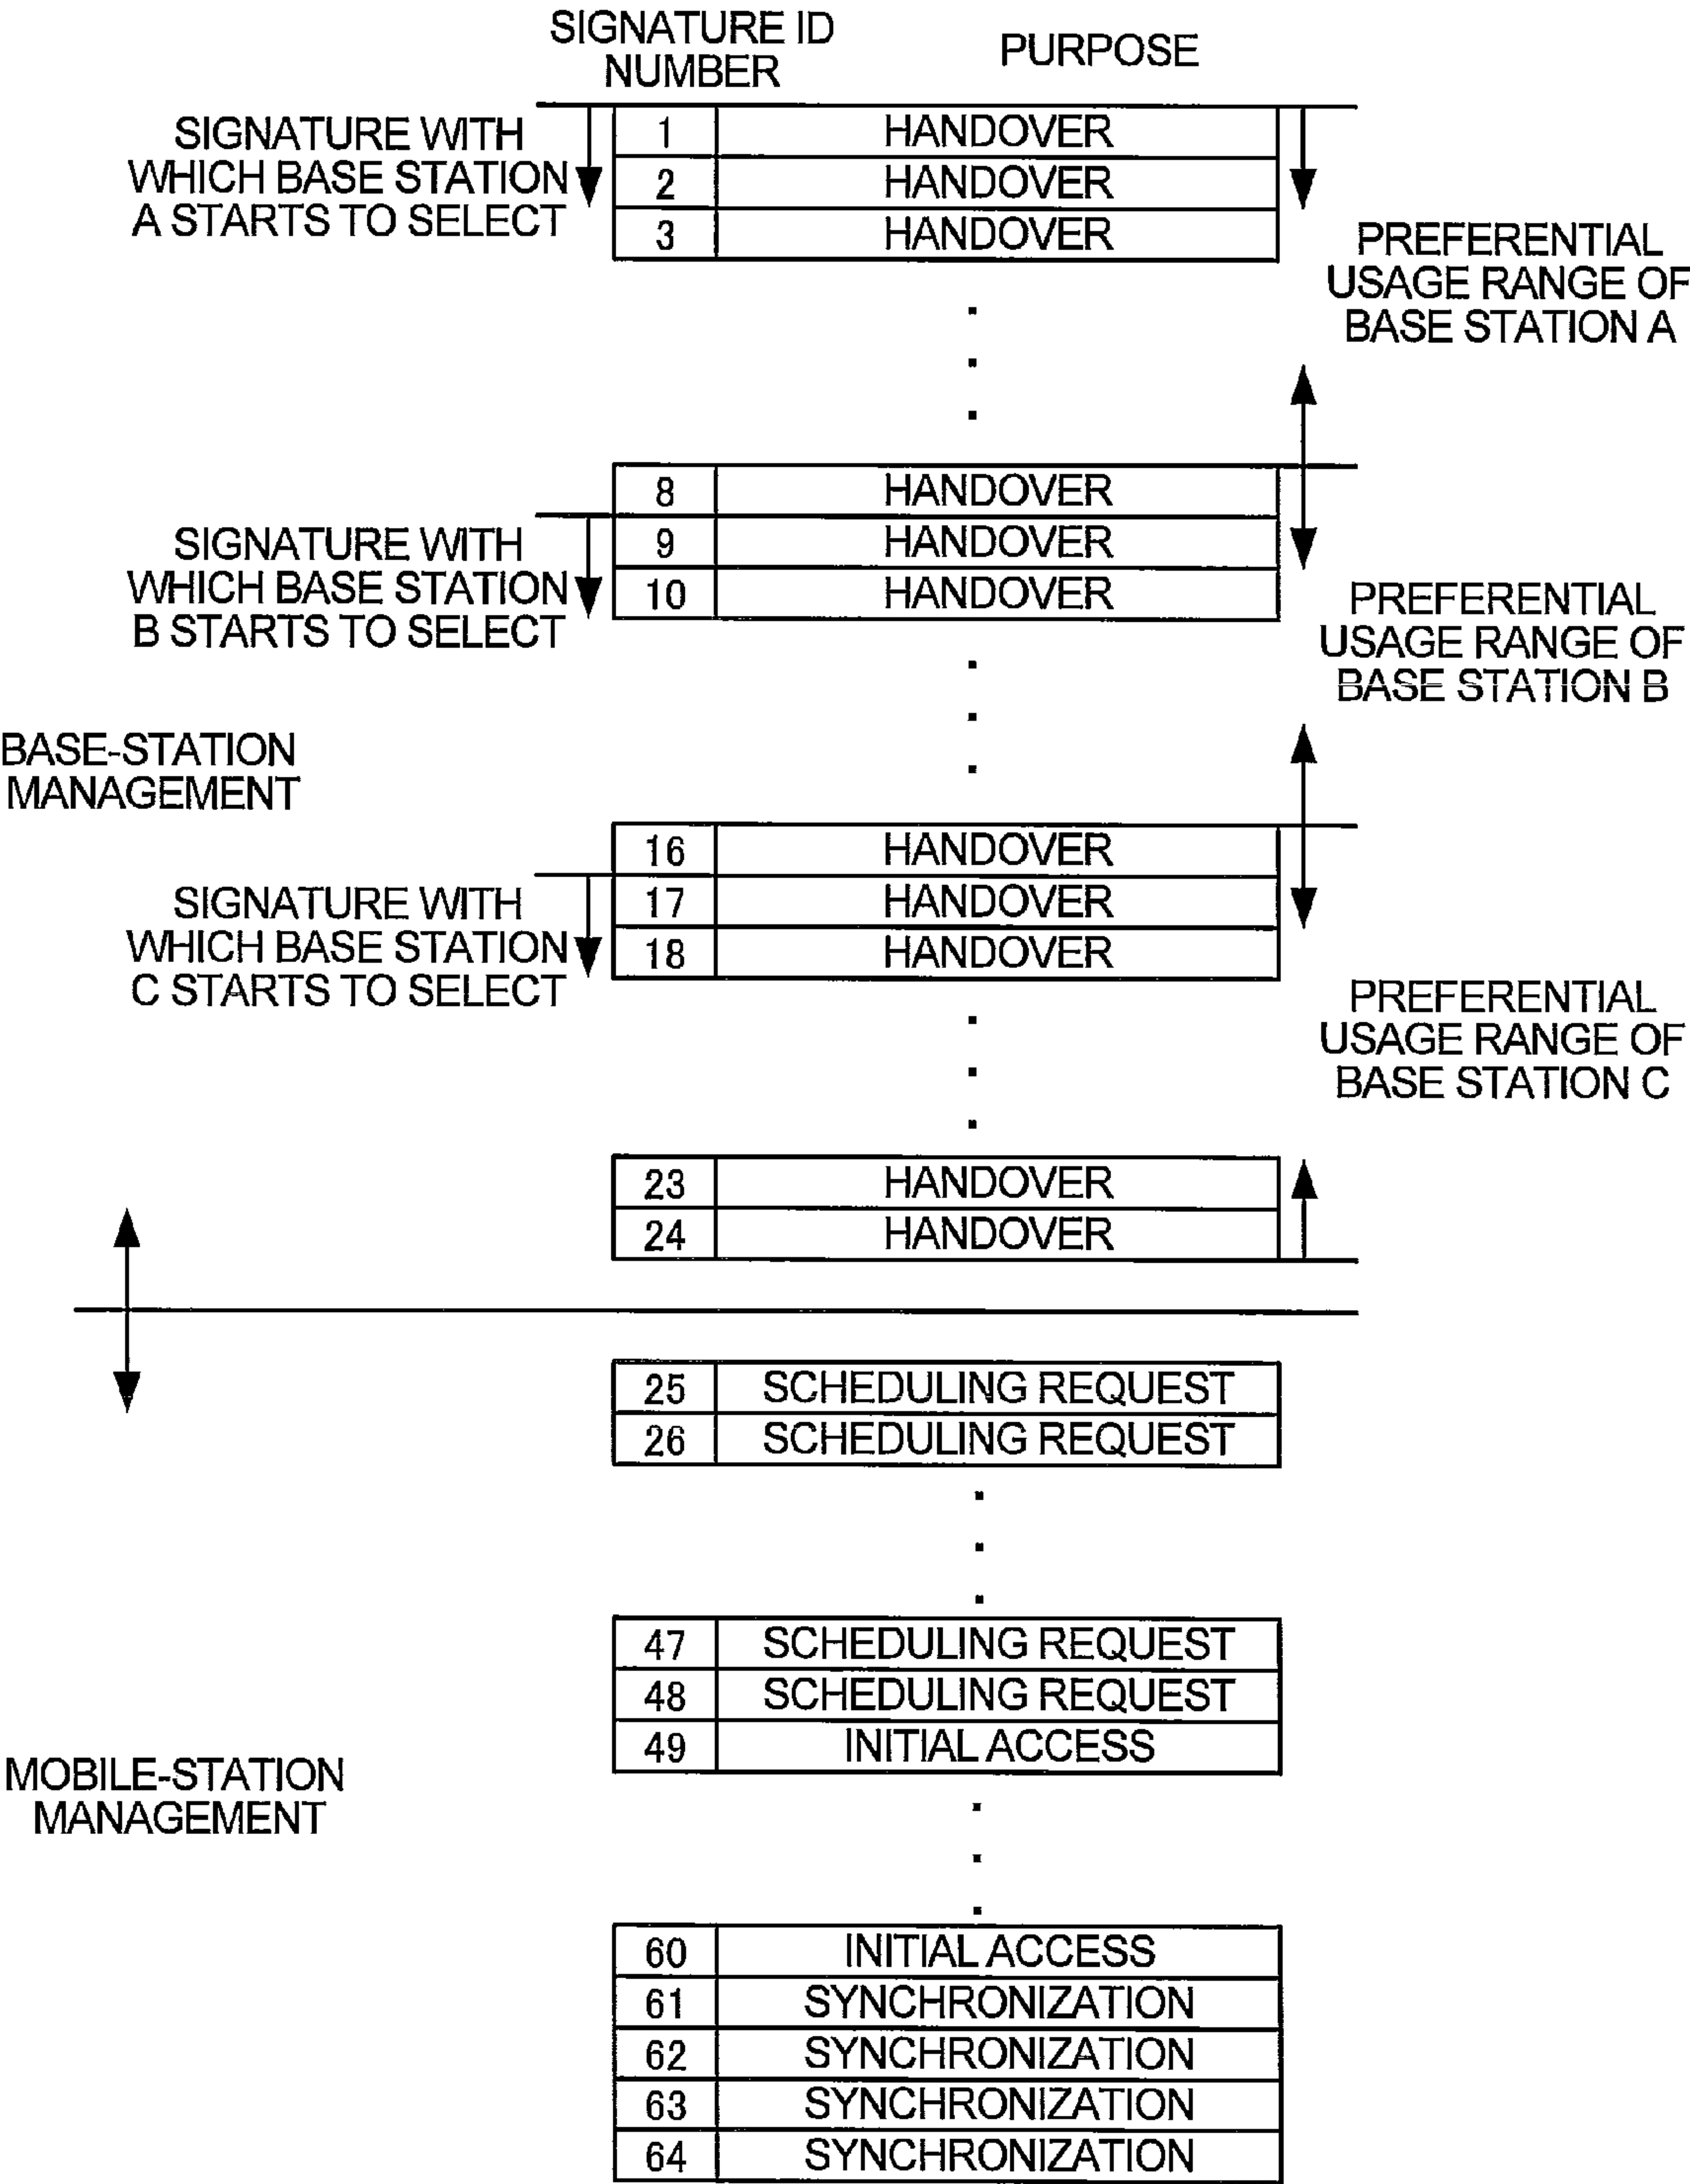 SIGNATURE ID
NUMBER
PURPOSE
SIGNATURE WITH
WHICH BASE STATION
A STARTS TO SELECT
1 HANDOVER
2 HANDOVER
3 HANDOVER
PREFERENTIAL
USAGE RANGE OF
BASE STATION A
8 HANDOVER
9 HANDOVER
10 HANDOVER
SIGNATURE WITH
WHICH BASE STATION
B STARTS TO SELECT
PREFERENTIAL
USAGE RANGE OF
BASE STATION B
BASE-STATION
MANAGEMENT
16 HANDOVER
17 HANDOVER
18 HANDOVER
SIGNATURE WITH
WHICH BASE STATION
C STARTS TO SELECT
PREFERENTIAL
USAGE RANGE OF
BASE STATION C
23 HANDOVER
24 HANDOVER
25 SCHEDULING REQUEST
26 SCHEDULING REQUEST
47 SCHEDULING REQUEST
48 SCHEDULING REQUEST
49 INITIAL ACCESS
MOBILE-STATION
MANAGEMENT
60 INITIAL ACCESS
61 SYNCHRONIZATION
62 SYNCHRONIZATION
63 SYNCHRONIZATION
64 SYNCHRONIZATION